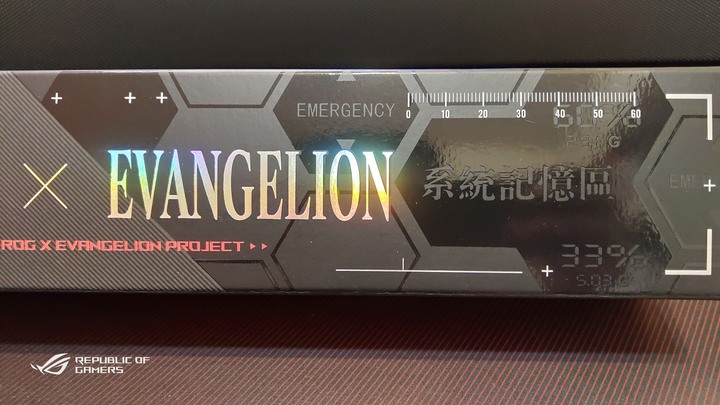 EMERGENCY
0 10 20 30 40 50 60
60%
× EVANGELION
系統記憶區
ROG X EVANGELION PROJECT
33%
REPUBLIC OF
GAMERS